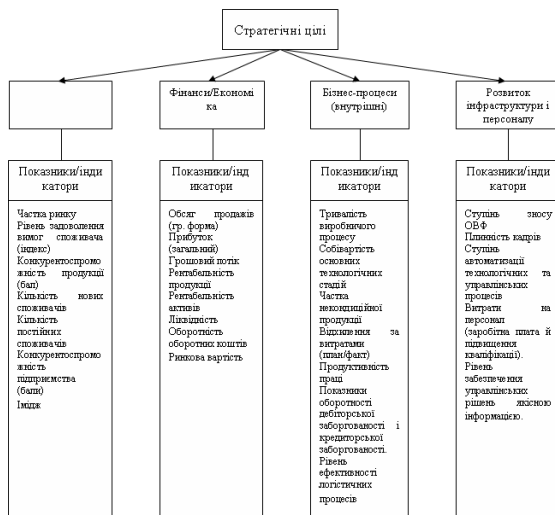 Стратегічні цілі
Фінанси/Економі
ка
Бізнес-процеси
(внутрішні)
Розвиток
інфраструктури і
персоналу
Показники/інди
катори
Частка ринку
Рівень задоволення
вимог споживача
(індекс)
Конкурентоспромо
жність продукції
(бал)
Кількість нових
споживачів
Кількість
постійних
споживачів
Конкурентоспромо
жність
підприємства
(бали)
Імідж
Показники/інд
икатори
Обсяг продажів
(гр. форма)
Прибуток
(загальний)
Грошовий потік
Рентабельність
продукції
Рентабельність
активів
Ліквідність
Оборотність
оборотних коштів
Ринкова вартість
Показники/інд
икатори
Тривалість
виробничого
процесу
Собівартість
основних
технологічних
стадій
Частка
некондиційної
продукції
Відхилення за
витратами
(план/факт)
Продуктивність
праці
Показники
оборотності
дебіторської
заборгованості і
кредиторської
заборгованості.
Рівень
ефективності
логістичних
процесів
Показники/інди
катори
Ступінь зносу
ОВФ
Плинність кадрів
Ступінь
автоматизації
технологічних та
управлінських
процесів
Витрати на
персонал
(заробітна плата й
підвищення
кваліфікації).
Рівень
забезпечення
управлінських
рішень якісною
інформацією.